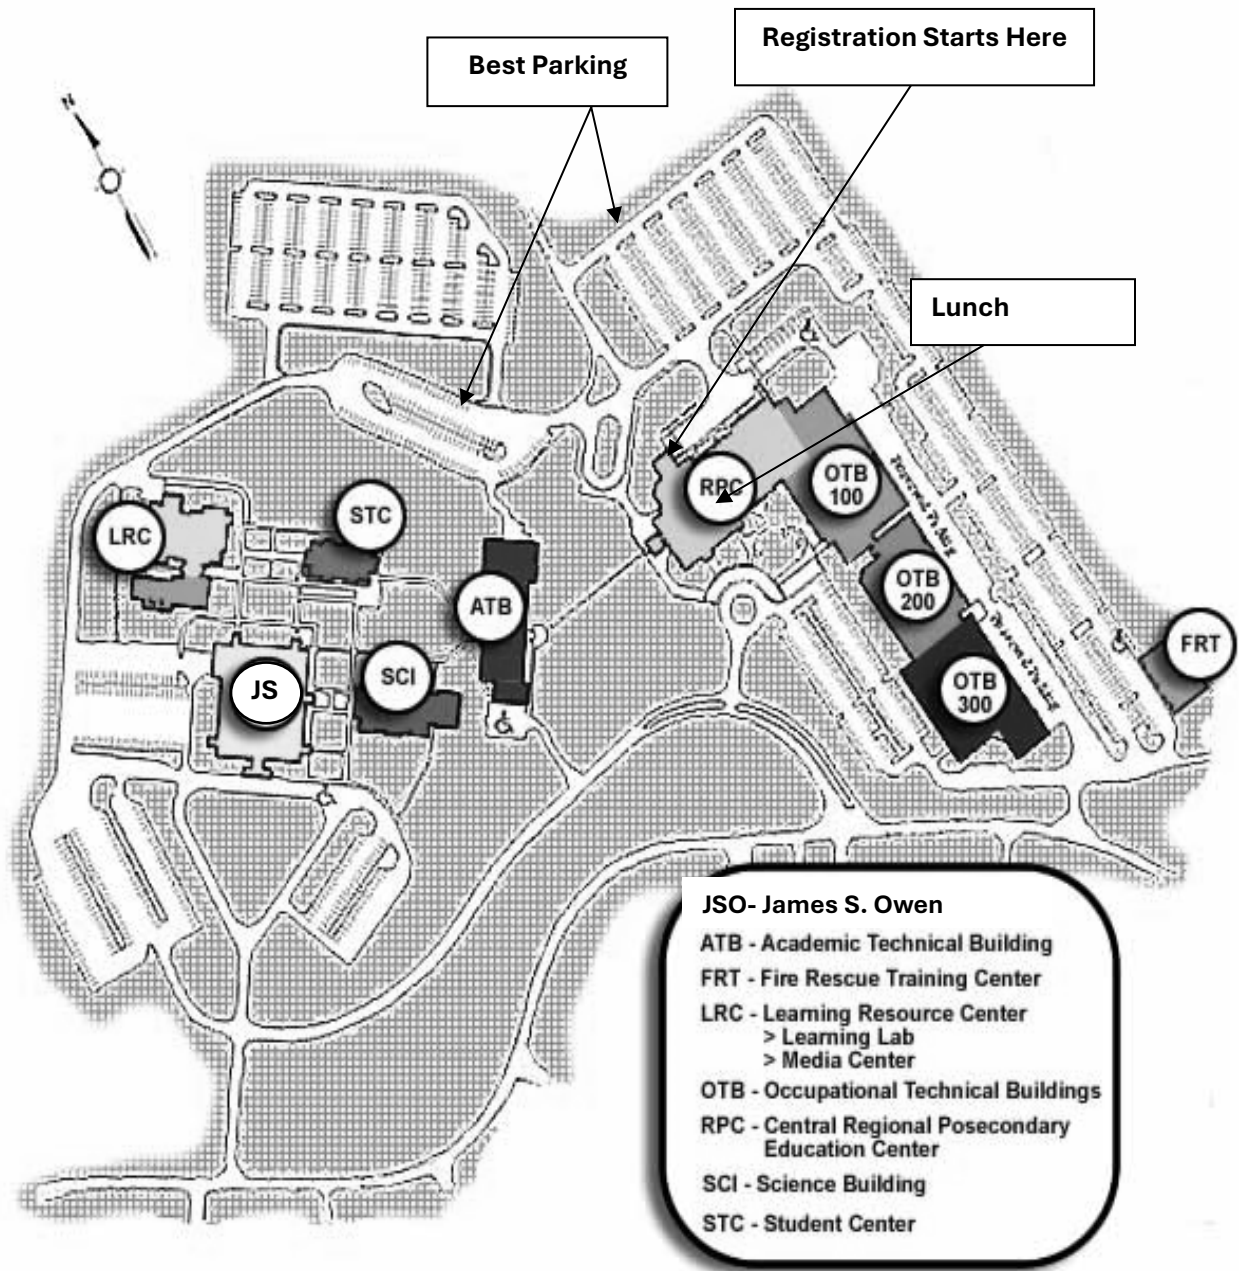 Registration Starts Here
Best Parking
N
Lunch
RPC
OTB
100
STC
LRC
OTB
200
ATB
FRT
SCI
JS
OTB
300
JSO- James S. Owen
ATB - Academic Technical Building
FRT - Fire Rescue Training Center
LRC - Learning Resource Center
> Learning Lab
> Media Center
OTB - Occupational Technical Buildings
RPC - Central Regional Posecondary
Education Center
SCI - Science Building
STC - Student Center